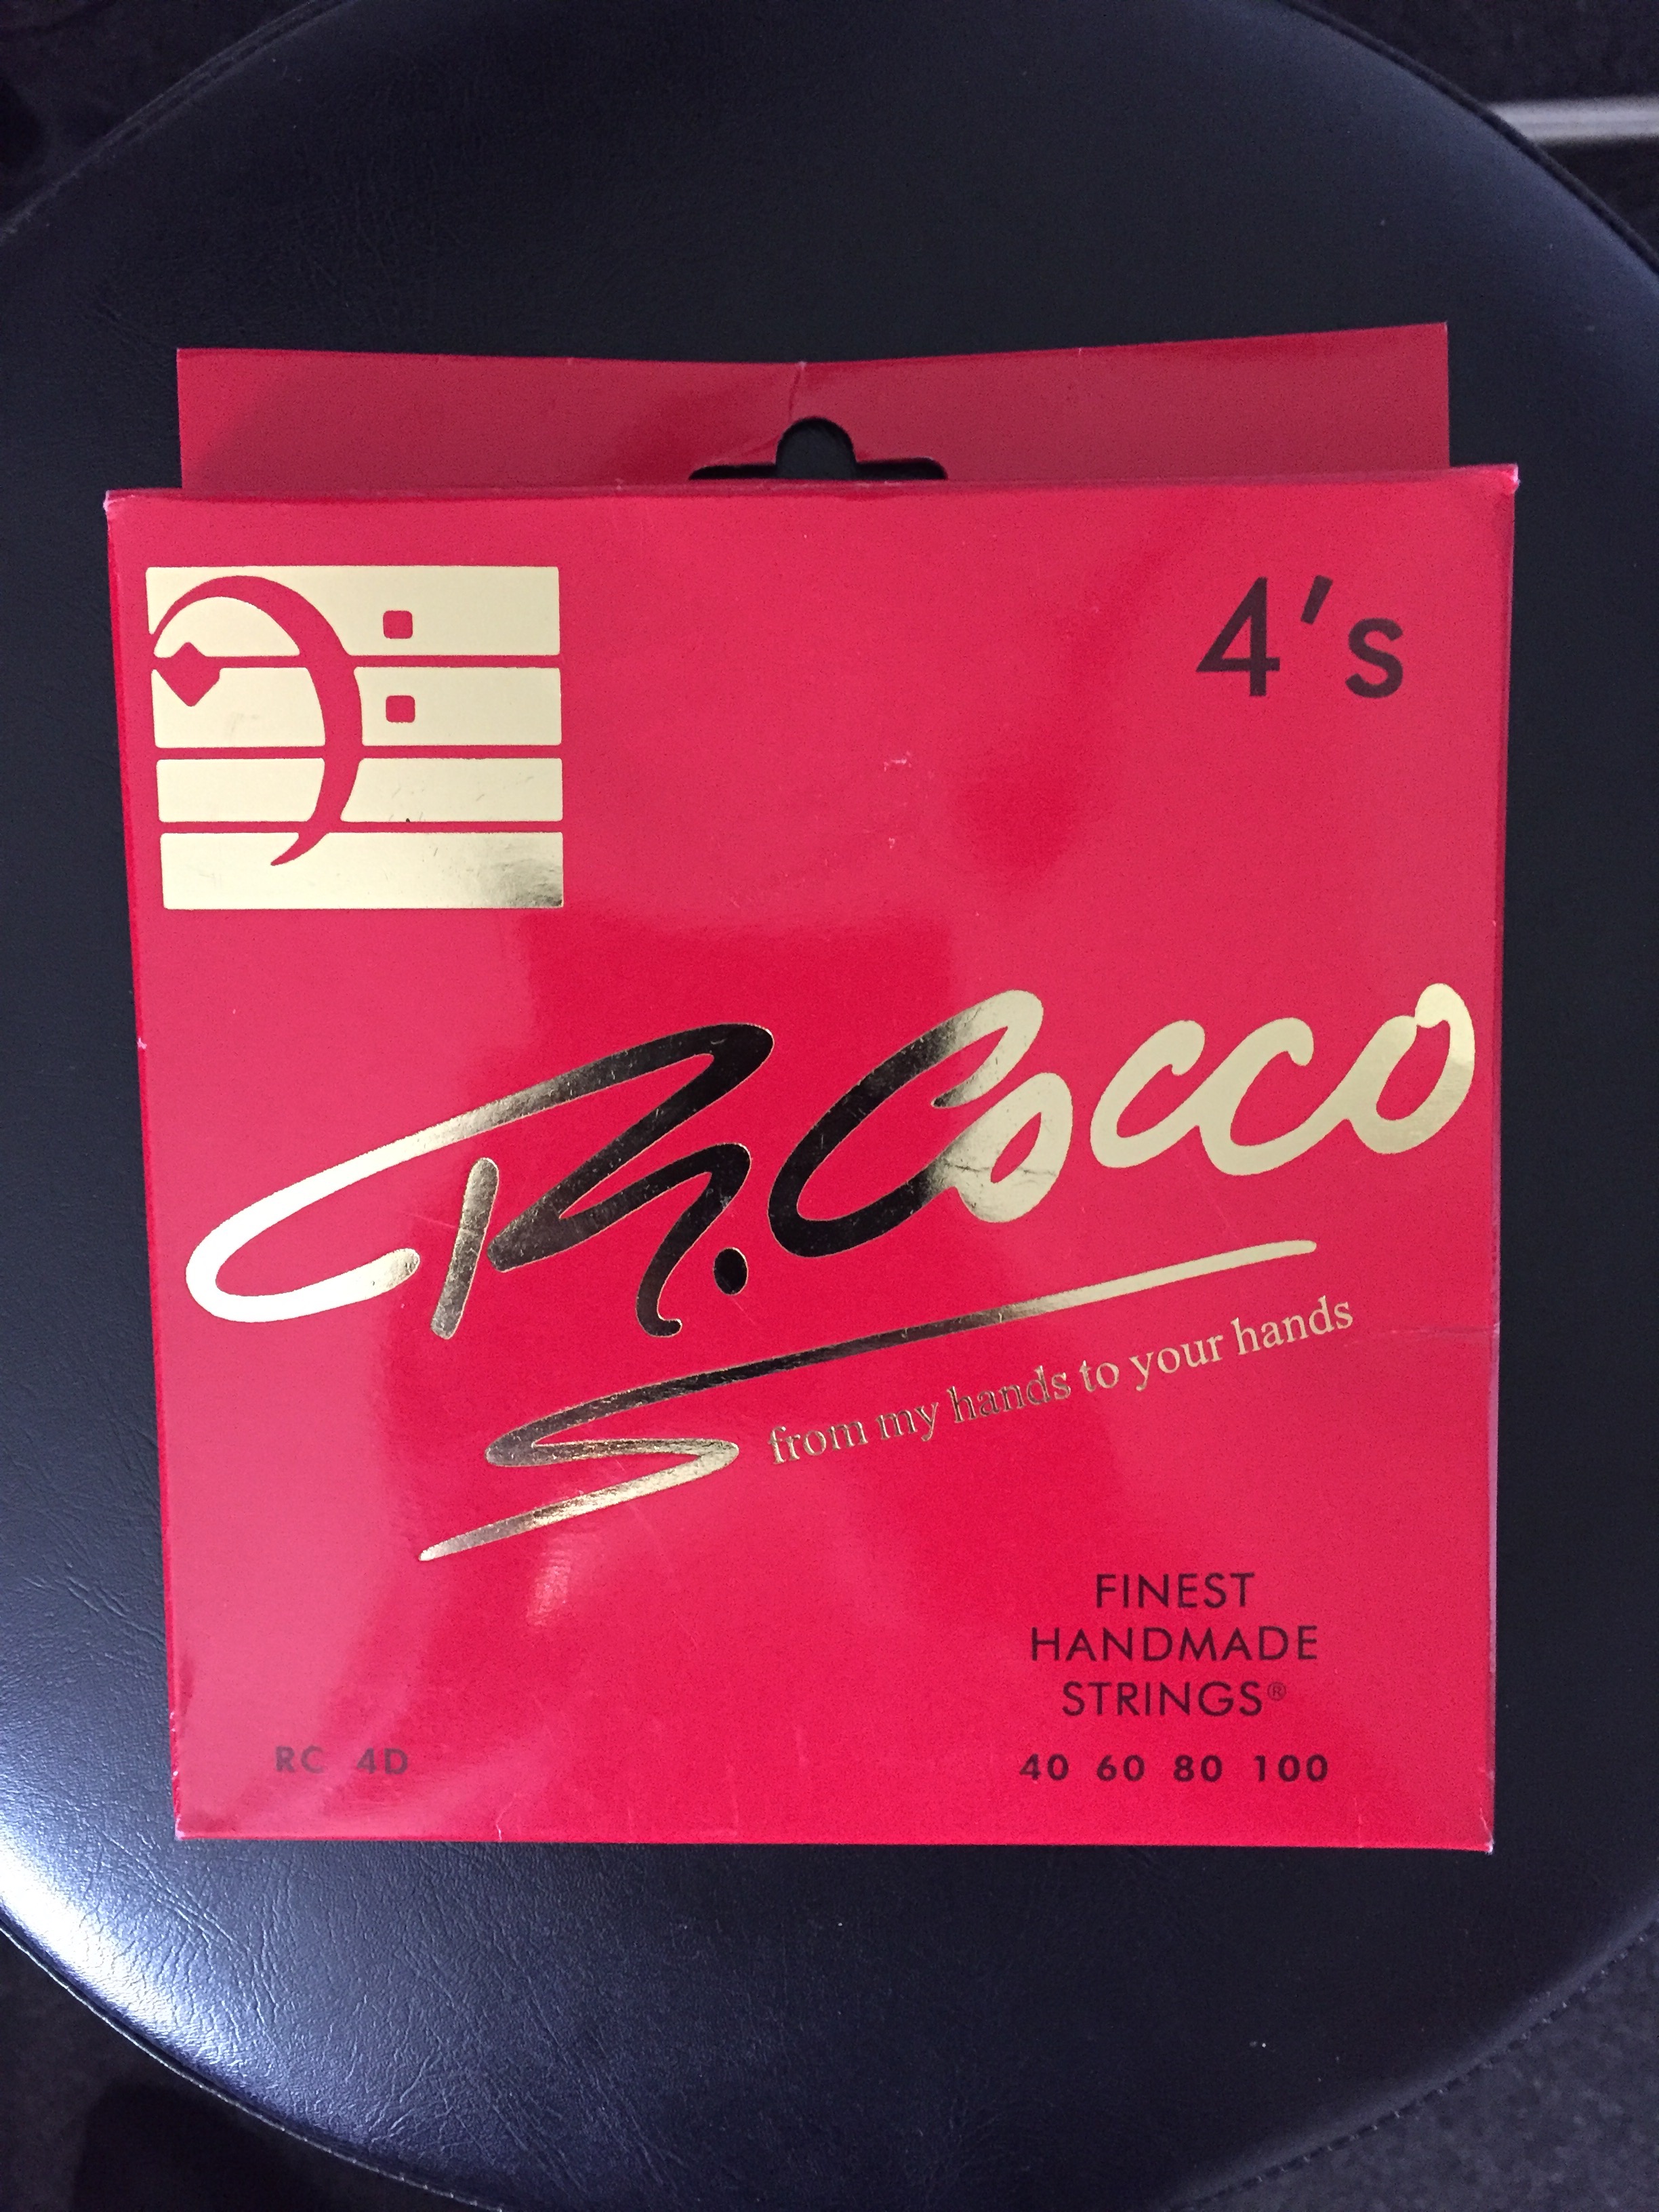 4's
R. Cocco
from my hands to your hands
FINEST
HANDMADE
STRINGS®
RC 4D
40 60 80 100